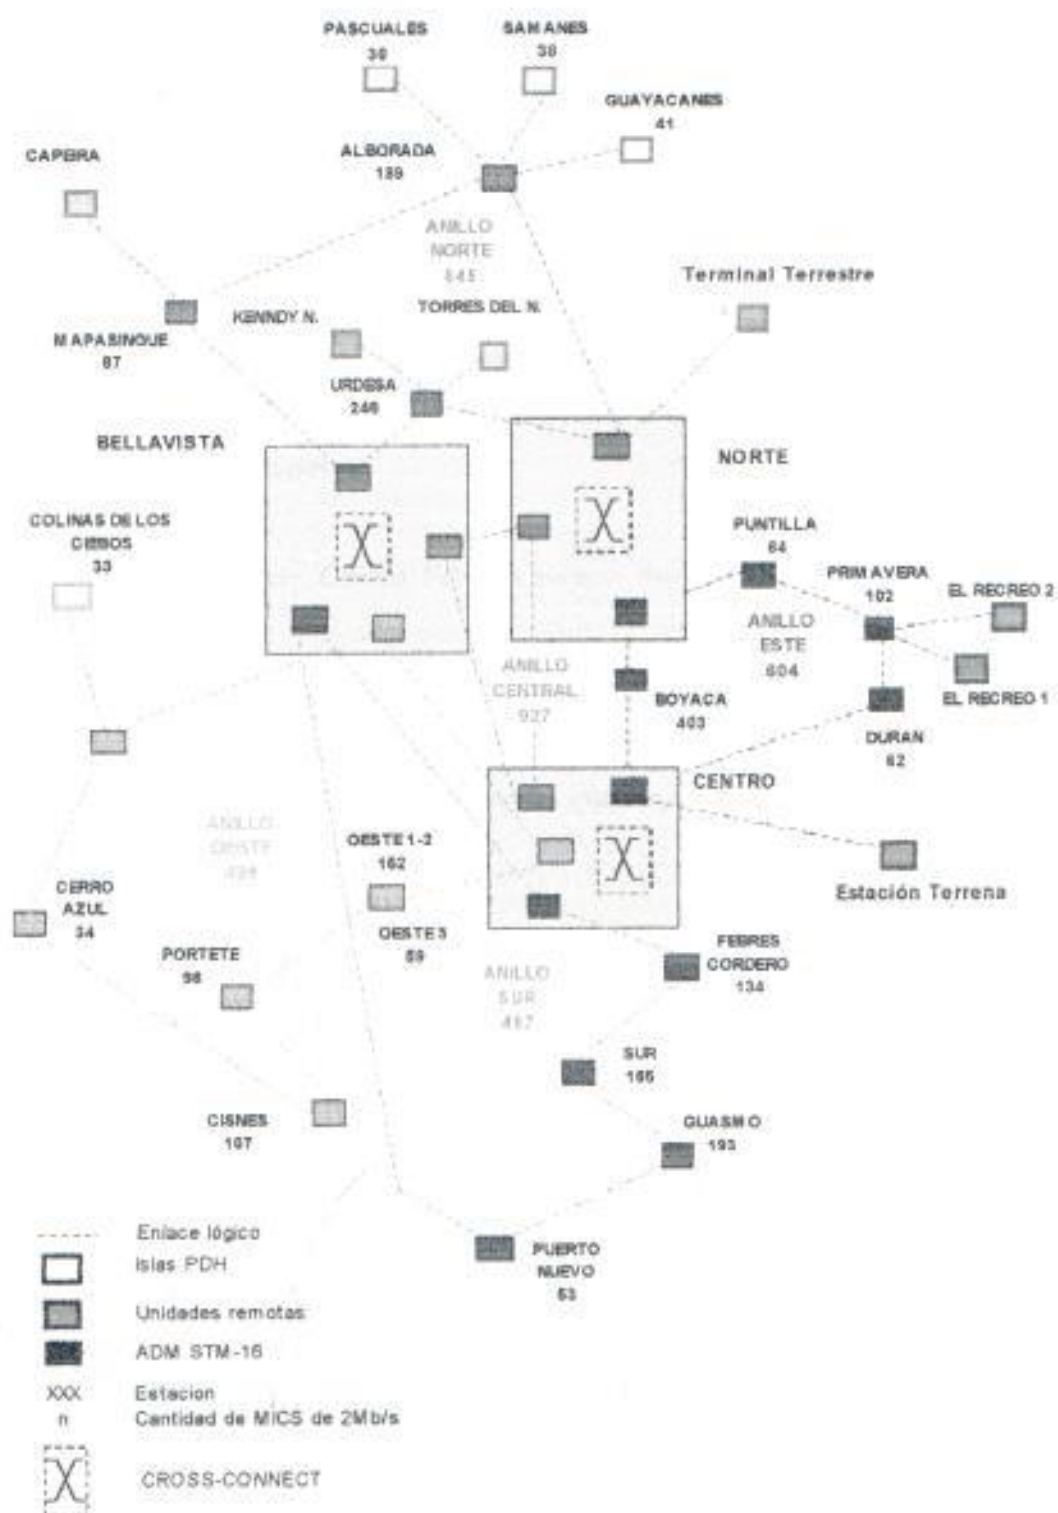 PASCUALES
36
SAMANES
38
GUAYACANES
41
ALBORADA
189
CAPEIRA
ANILLO
NORTE
Terminal Terrestre
TORRES DEL N.
KENNDY N.
MAPASINGUE
87
URDESA
246
BELLAVISTA
NORTE
COLINAS DE LOS
CIEBOS
33
PUNTILLA
64
PRIMAVERA
102
EL RECREO 2
ANILLO
ESTE
604
EL RECREO 1
ANILLO
CENTRAL
927
BOYACA
403
DURAN
62
CENTRO
ANILLO
OESTE
OESTE 1-2
162
CERRO
AZUL
34
OESTE 3
59
Estación Terrena
PORTETE
98
ANILLO
SUR
FEBRES
CORDERO
134
SUR
CISNES
107
GUASMO
193
PUERTO
NUEVO
53
Enlace lógico
Islas PDH
Unidades remotas
ADM STM-16
XXX Estacion
n Cantidad de MICS de 2Mb/s
CROSS-CONNECT